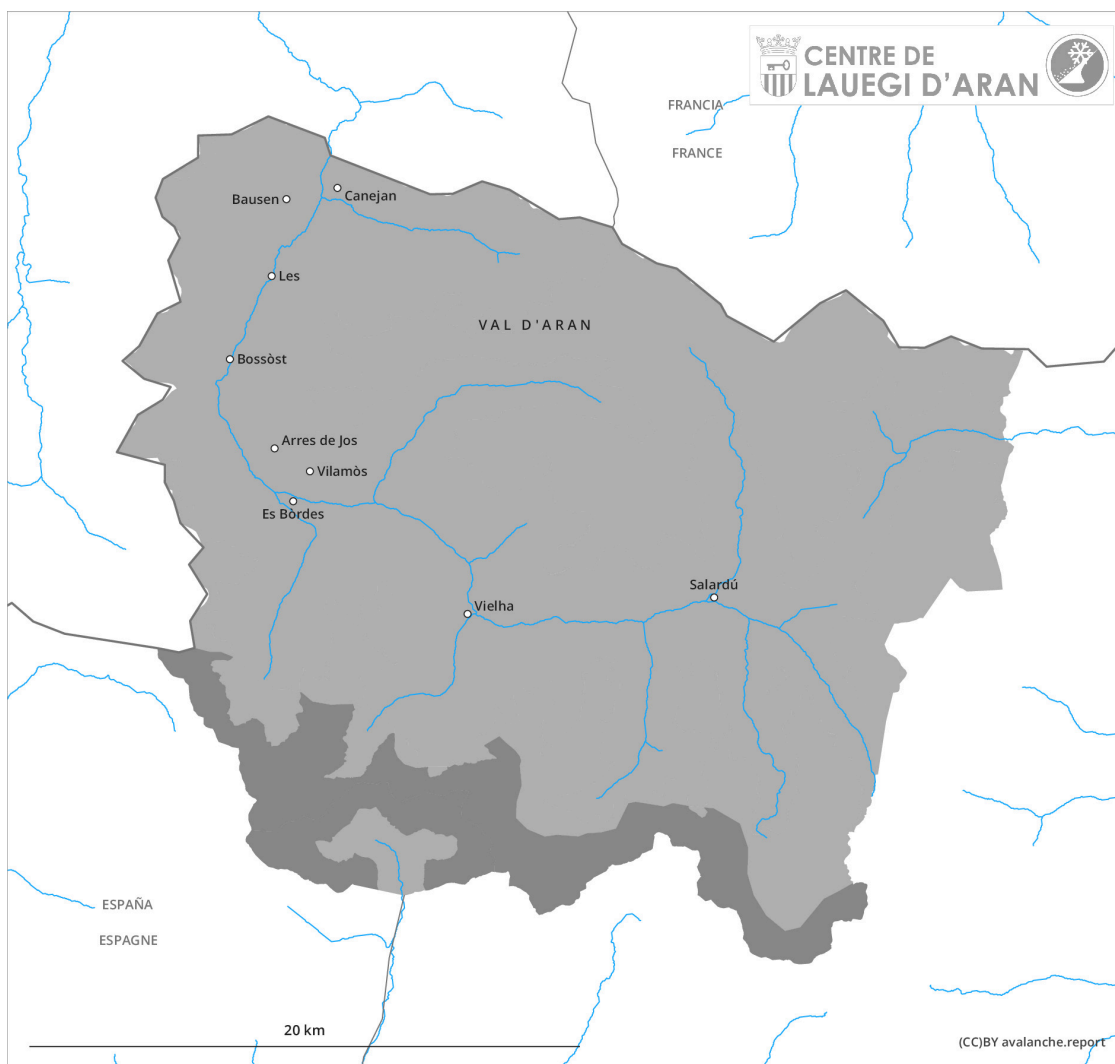 CENTRE DE
LAUEGI D'ARAN
FRANCIA
FRANCE
Bausen
Canejan
Les
VAL D'ARAN
Bossòst
Arres de Jos
Vilamòs
Es Bòrdes
Salardú
Vielha
ESPAÑA
ESPAGNE
20 km
(CC)BY avalanche.report